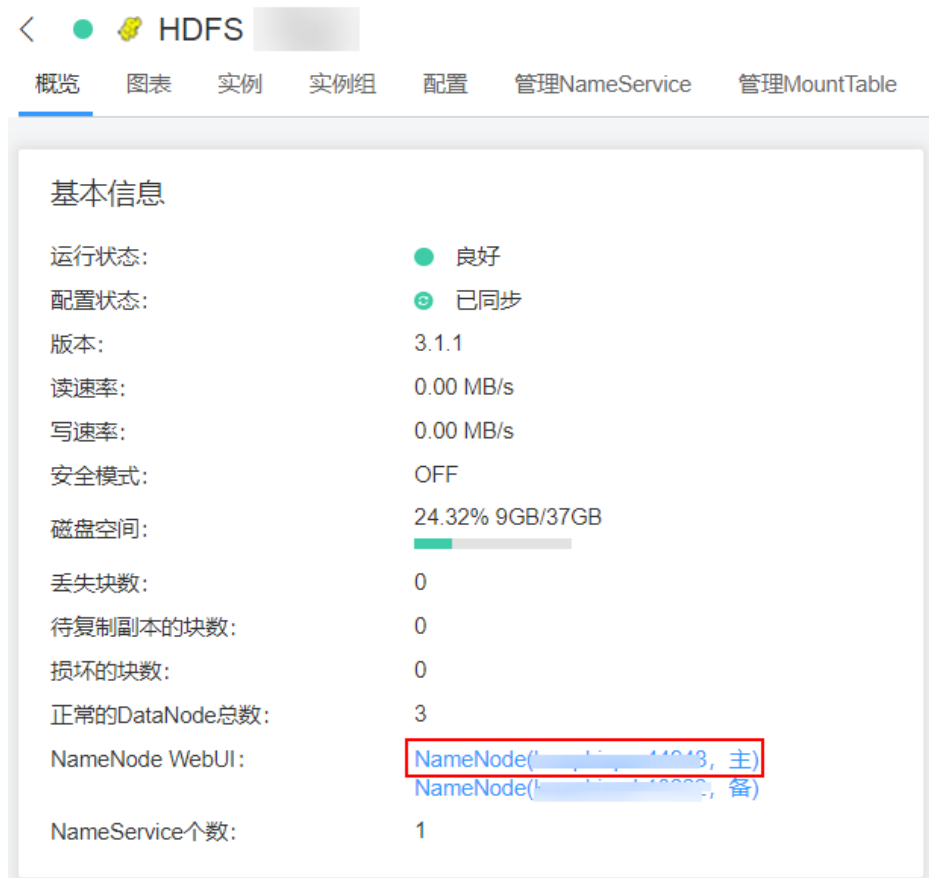 HDFS
概览 图表 实例 实例组 配置 管理NameService 管理MountTable
基本信息
运行状态: 良好
配置状态: 已同步
版本: 3.1.1
读速率: 0.00 MB/s
写速率: 0.00 MB/s
安全模式: OFF
磁盘空间: 24.32% 9GB/37GB
丢失块数: 0
待复制副本的块数: 0
损坏的块数: 0
正常的DataNode总数: 3
NameNode WebUI: NameNode( ，主)
NameNode( ，备)
NameService个数: 1